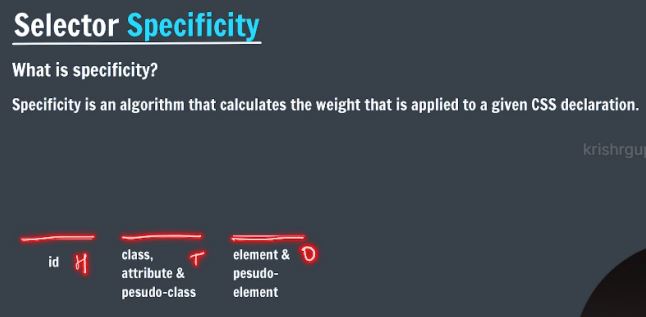 Selector Specificity
What is specificity?
Specificity is an algorithm that calculates the weight that is applied to a given CSS declaration.
krishrgu
id H
class,
attribute &
pesudo-class
T
element &
pesudo-
element
O